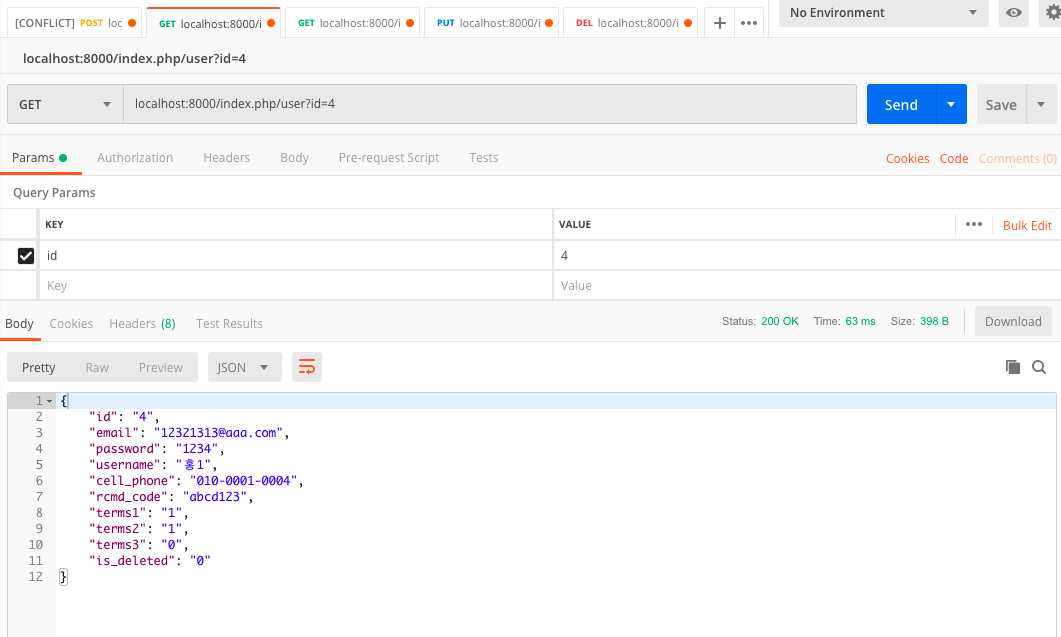 [CONFLICT] POST loc GET localhost:8000/i GET localhost:8000/i PUT localhost:8000/i DEL localhost:8000/i + ••• No Environment
localhost:8000/index.php/user?id=4
GET localhost:8000/index.php/user?id=4 Send Save
Params Authorization Headers Body Pre-request Script Tests Cookies Code Comments (0)
Query Params
KEY VALUE ••• Bulk Edit
id 4
Key Value
Body Cookies Headers (8) Test Results Status: 200 OK Time: 63 ms Size: 398 B Download
Pretty Raw Preview JSON
1 {
2 "id": "4",
3 "email": "12321313@aaa.com",
4 "password": "1234",
5 "username": "홍1",
6 "cell_phone": "010-0001-0004",
7 "rcmd_code": "abcd123",
8 "terms1": "1",
9 "terms2": "1",
10 "terms3": "0",
11 "is_deleted": "0"
12 }